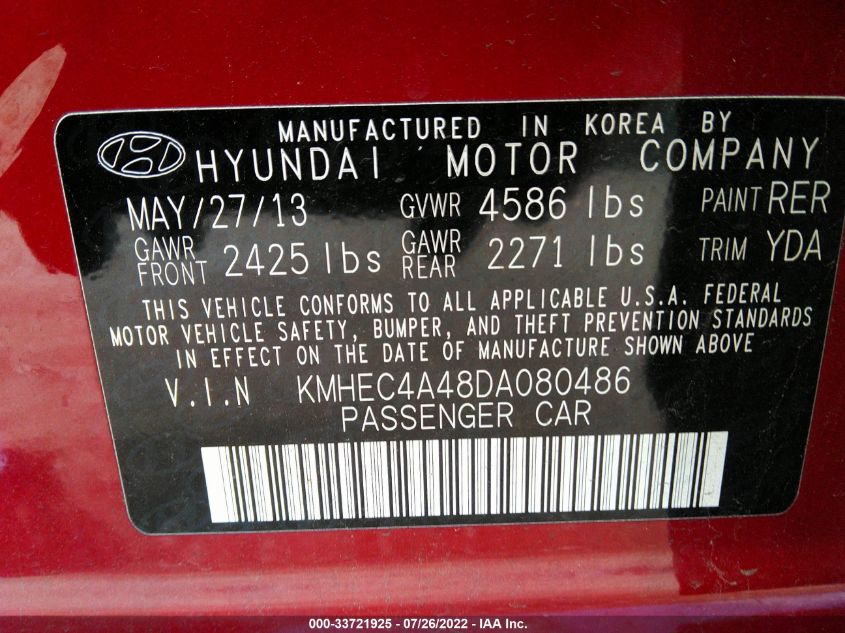 MANUFACTURED IN KOREA BY
HYUNDAI MOTOR COMPANY
MAY/27/13 GVWR 4586 lbs PAINT RER
GAWR FRONT 2425 lbs GAWR REAR 2271 lbs TRIM YDA
THIS VEHICLE CONFORMS TO ALL APPLICABLE U.S.A. FEDERAL
MOTOR VEHICLE SAFETY, BUMPER, AND THEFT PREVENTION STANDARDS
IN EFFECT ON THE DATE OF MANUFACTURE SHOWN ABOVE
V.I.N KMHEC4A48DA080486
PASSENGER CAR
000-33721925 - 07/26/2022 - IAA Inc.